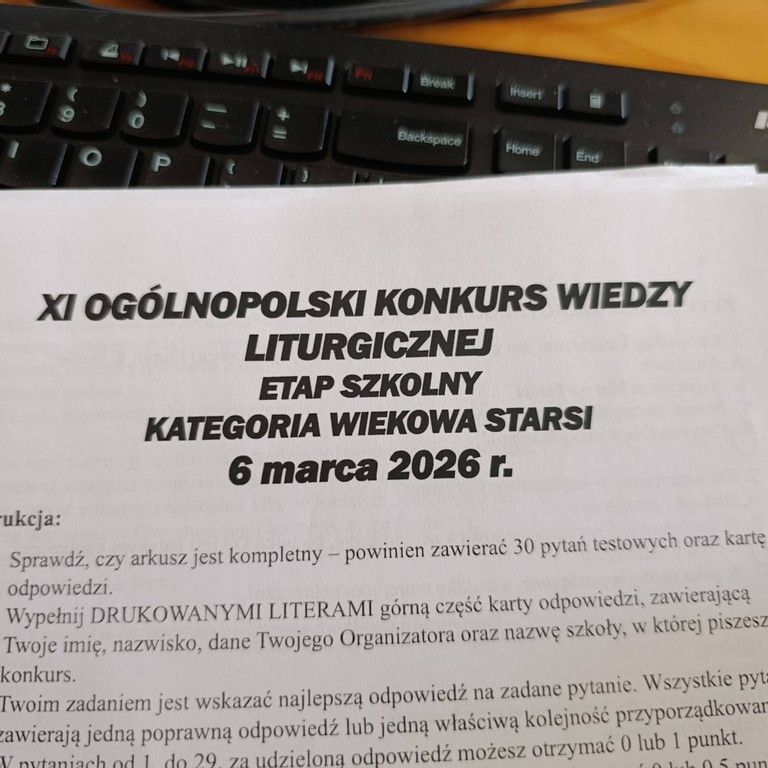 Break
Insert
9
0
=
Backspace
Home
End
O
P
XI OGÓLNOPOLSKI KONKURS WIEDZY
LITURGICZNEJ
ETAP SZKOLNY
KATEGORIA WIEKOWA STARSI
6 marca 2026 r.
rukcja:
Sprawdź, czy arkusz jest kompletny – powinien zawierać 30 pytań testowych oraz kartę
odpowiedzi.
Wypełnij DRUKOWANYMI LITERAMI górną część karty odpowiedzi, zawierającą
Twoje imię, nazwisko, dane Twojego Organizatora oraz nazwę szkoły, w której piszesz
konkurs.
Twoim zadaniem jest wskazać najlepszą odpowiedź na zadane pytanie. Wszystkie pyta
zawierają jedną poprawną odpowiedź lub jedną właściwą kolejność przyporządkowan
W pytaniach od 1. do 29. za udzieloną odpowiedź możesz otrzymać 0 lub 1 punkt.